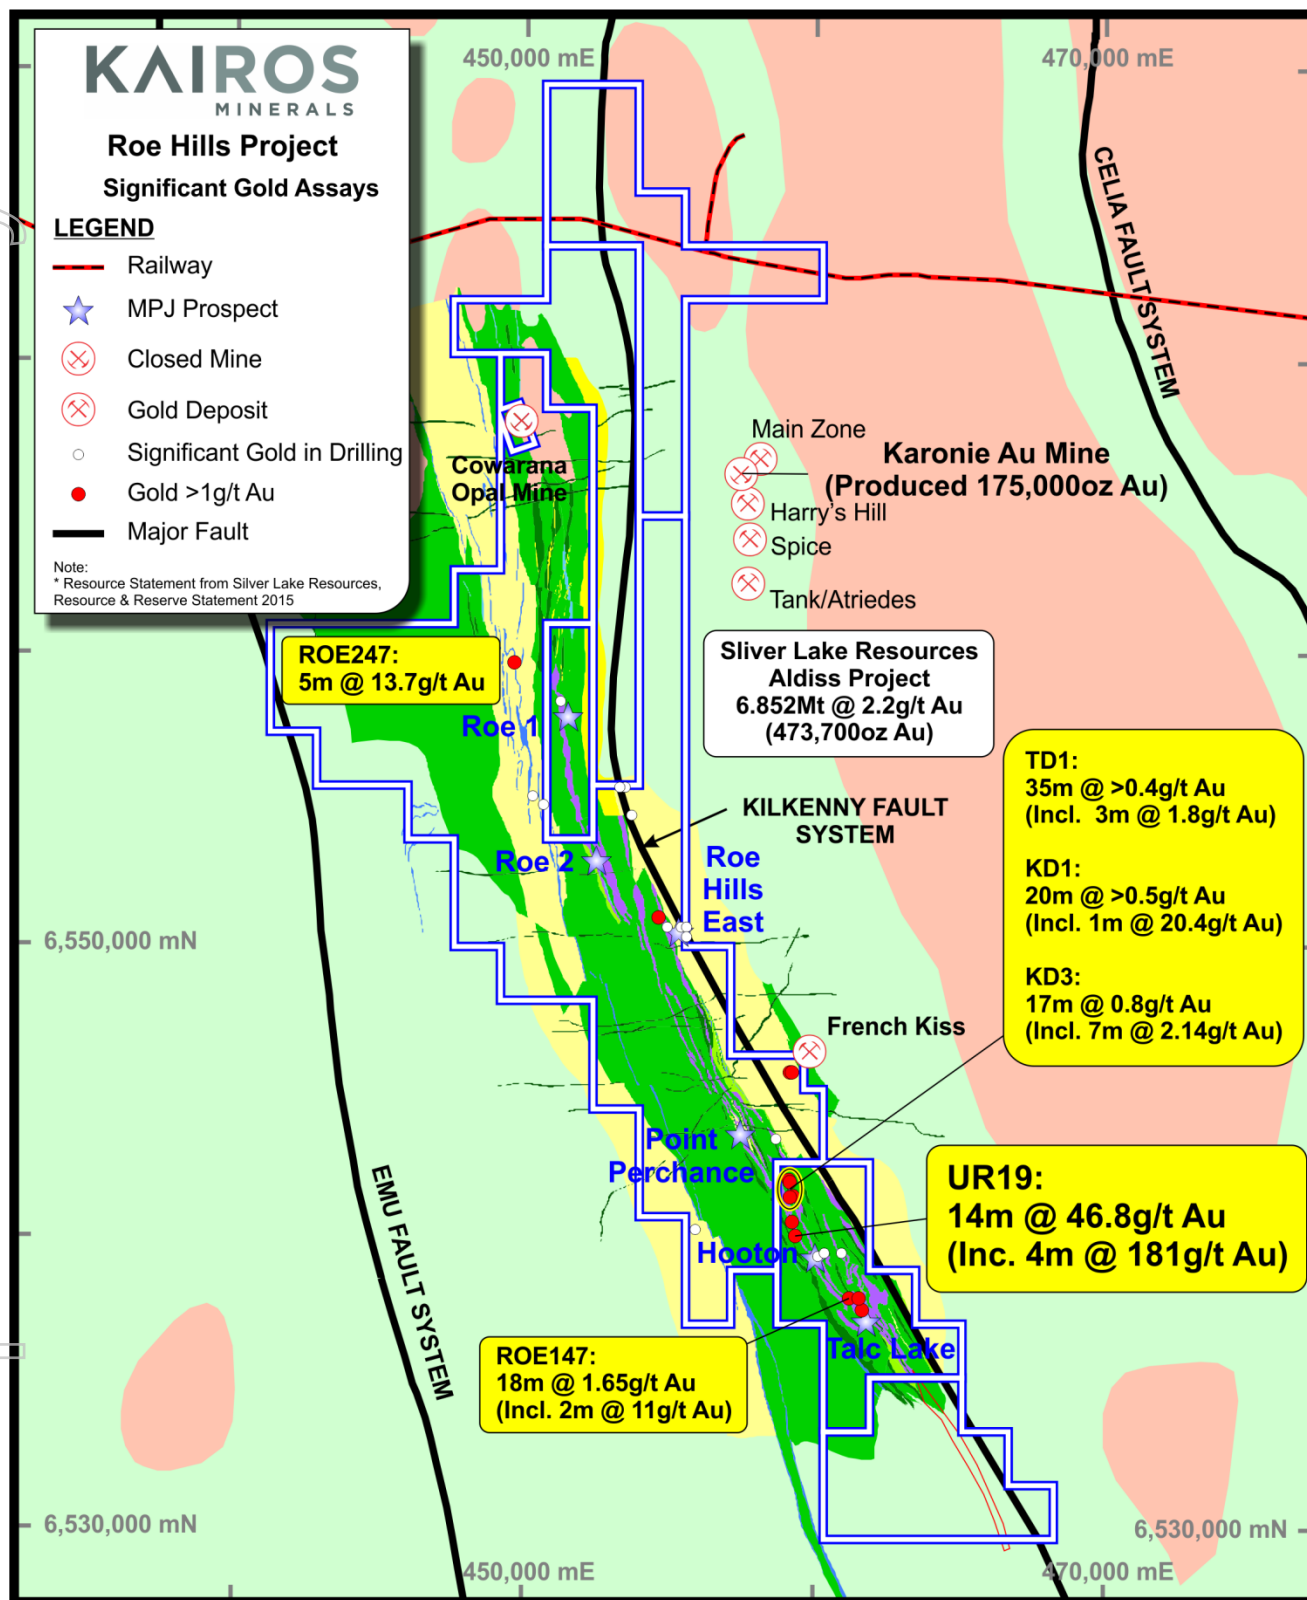 450,000 mE
470,000 mE
KAIROS
MINERALS
Roe Hills Project
Significant Gold Assays
LEGEND
Railway
MPJ Prospect
Closed Mine
Gold Deposit
Significant Gold in Drilling
Gold >1g/t Au
Major Fault
Note:
* Resource Statement from Silver Lake Resources,
Resource & Reserve Statement 2015
CELIA FAULT SYSTEM
Main Zone
Karonie Au Mine
(Produced 175,000oz Au)
Harry's Hill
Spice
Tank/Atriedes
Cowarana
Opal Mine
ROE247:
5m @ 13.7g/t Au
Sliver Lake Resources
Aldiss Project
6.852Mt @ 2.2g/t Au
(473,700oz Au)
Roe 1
TD1:
35m @ >0.4g/t Au
(Incl.  3m @ 1.8g/t Au)
KD1:
20m @ >0.5g/t Au
(Incl. 1m @ 20.4g/t Au)
KD3:
17m @ 0.8g/t Au
(Incl. 7m @ 2.14g/t Au)
KILKENNY FAULT
SYSTEM
Roe 2
Roe
Hills
East
6,550,000 mN
French Kiss
Point
Perchance
UR19:
14m @ 46.8g/t Au
(Inc. 4m @ 181g/t Au)
EMU FAULT SYSTEM
Hooton
Talc Lake
ROE147:
18m @ 1.65g/t Au
(Incl. 2m @ 11g/t Au)
6,530,000 mN
6,530,000 mN
450,000 mE
470,000 mE